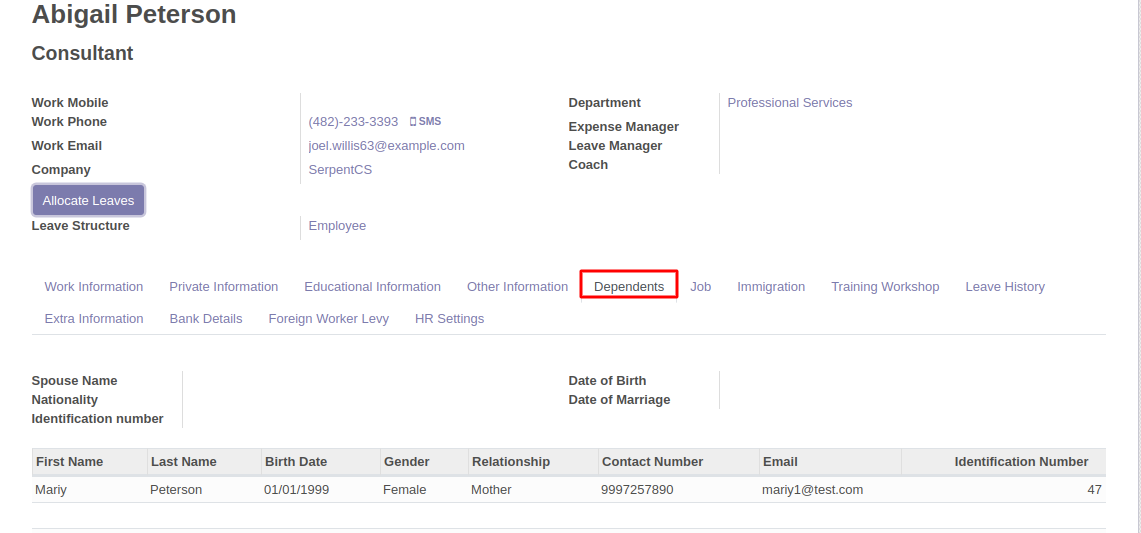 Abigail Peterson
Consultant
Work Mobile
Work Phone (482)-233-3393 SMS
Work Email joel.willis63@example.com
Company SerpentCS
Allocate Leaves
Leave Structure Employee
Department Professional Services
Expense Manager
Leave Manager
Coach
Work Information Private Information Educational Information Other Information Dependents Job Immigration Training Workshop Leave History
Extra Information Bank Details Foreign Worker Levy HR Settings
Spouse Name
Nationality
Identification number
Date of Birth
Date of Marriage
First Name Last Name Birth Date Gender Relationship Contact Number Email Identification Number
Mariy Peterson 01/01/1999 Female Mother 9997257890 mariy1@test.com 47